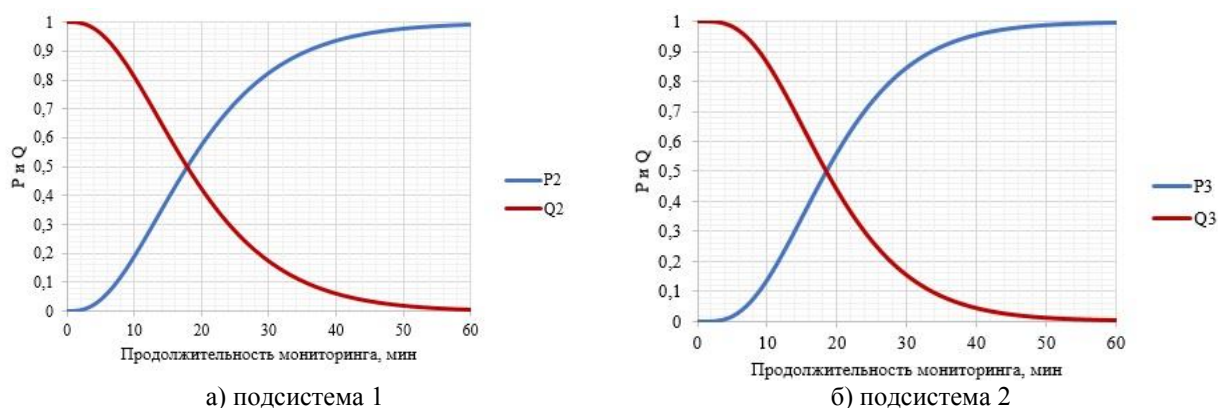 1
0,9
0,8
0,7
0,6
0,5
0,4
0,3
0,2
0,1
0
P и Q
0 10 20 30 40 50 60
Продолжительность мониторинга, мин
P2
Q2
а) подсистема 1
1
0,9
0,8
0,7
0,6
0,5
0,4
0,3
0,2
0,1
0
P и Q
0 10 20 30 40 50 60
Продолжительность мониторинга, мин
P3
Q3
б) подсистема 2